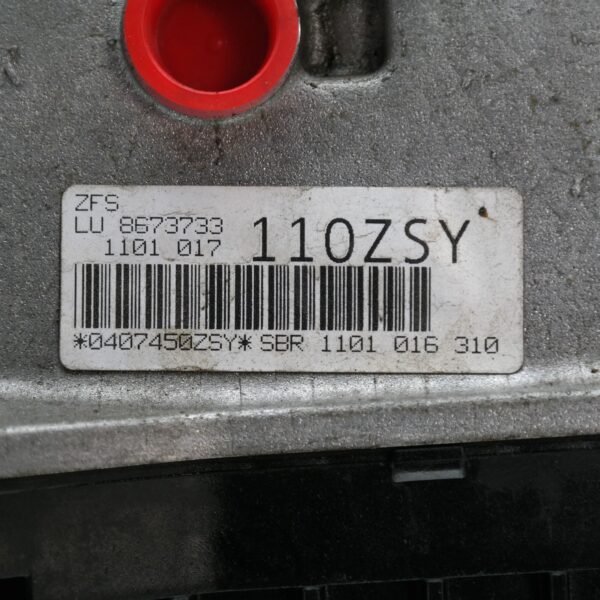 ZFS
LU 8673733
1101 017
110ZSY
*0407450ZSY* SBR 1101 016 310